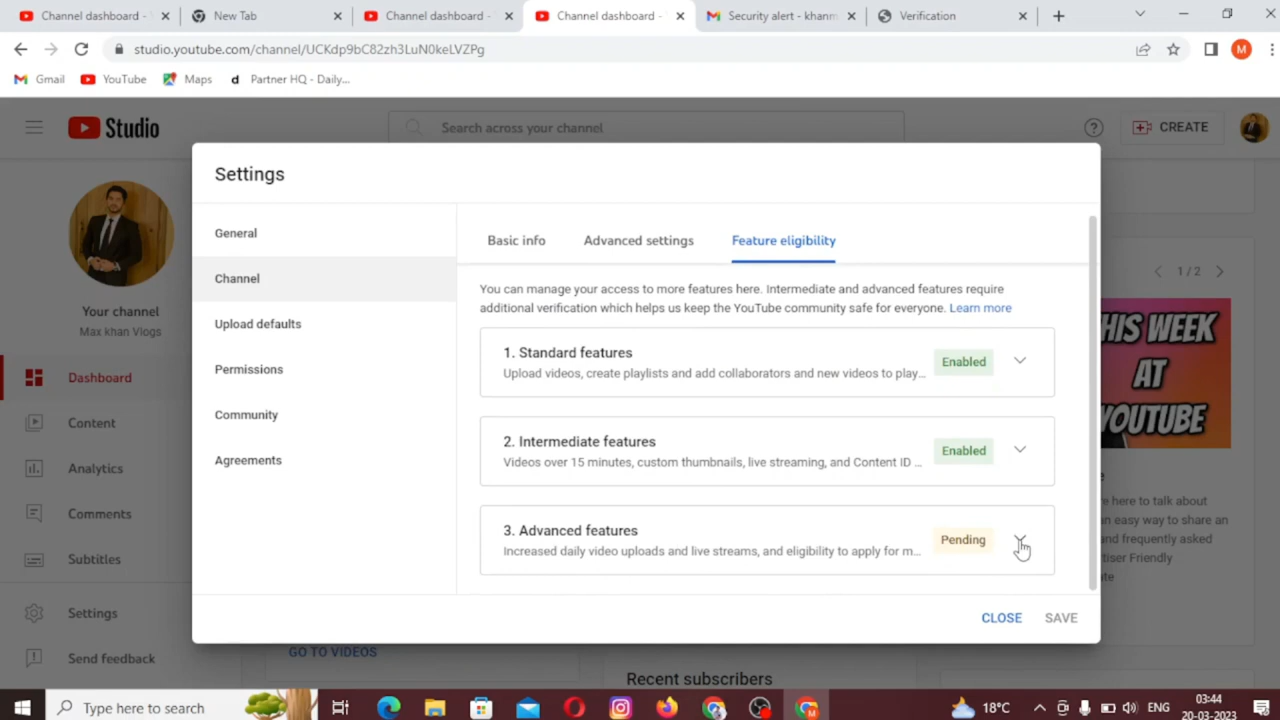 Channel dashboard -
New Tab
Channel dashboard -
Channel dashboard -
Security alert - khanm
Verification
studio.youtube.com/channel/UCKdp9bC82zh3LuN0keLVZPg
M
Gmail
YouTube
Maps
d Partner HQ - Daily...
Studio
Search across your channel
CREATE
Settings
Your channel
Max khan Vlogs
Dashboard
Content
Analytics
Comments
Subtitles
Settings
Send feedback
General
Channel
Upload defaults
Permissions
Community
Agreements
Basic info
Advanced settings
Feature eligibility
You can manage your access to more features here. Intermediate and advanced features require
additional verification which helps us keep the YouTube community safe for everyone. Learn more
1. Standard features
Upload videos, create playlists and add collaborators and new videos to play...
Enabled
2. Intermediate features
Videos over 15 minutes, custom thumbnails, live streaming, and Content ID ...
Enabled
3. Advanced features
Increased daily video uploads and live streams, and eligibility to apply for m...
Pending
CLOSE
SAVE
1 / 2
HIS WEEK
AT
YOUTUBE
e here to talk about
an easy way to share an
and frequently asked
tiser Friendly
ate
GO TO VIDEOS
Recent subscribers
Type here to search
18°C
ENG
03:44
20-03-2023